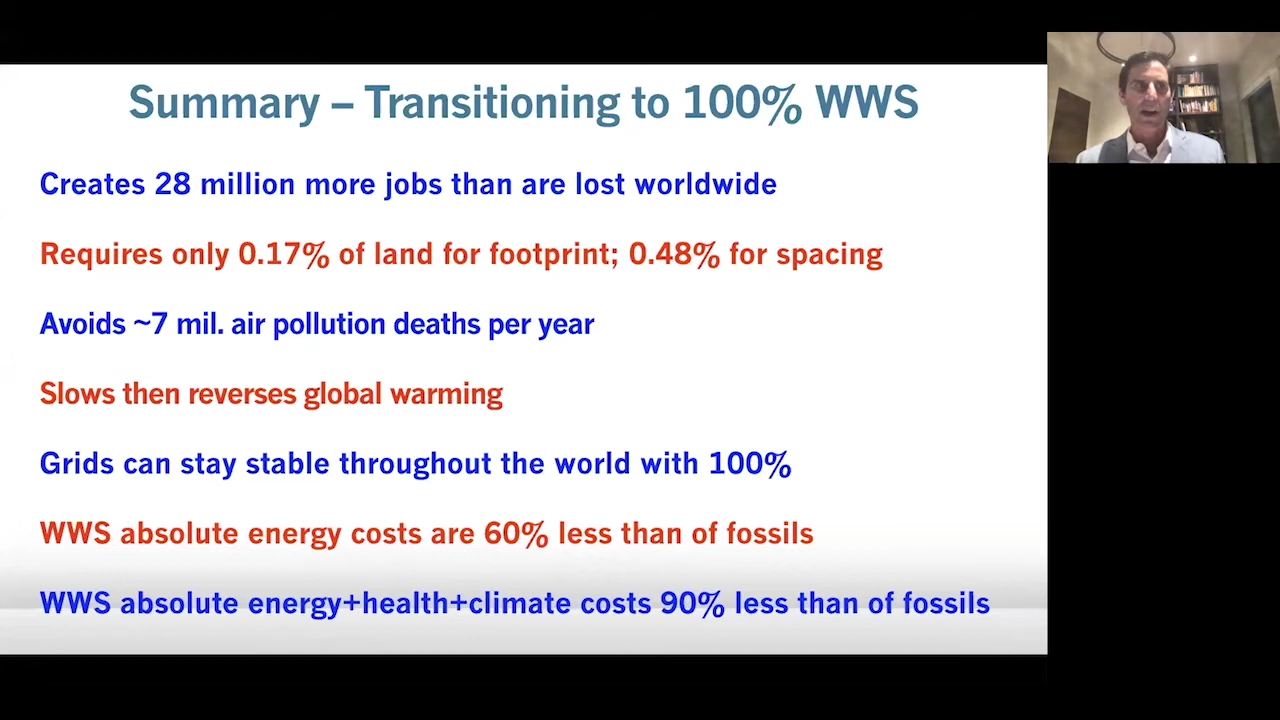 Summary – Transitioning to 100% WWS
Creates 28 million more jobs than are lost worldwide
Requires only 0.17% of land for footprint; 0.48% for spacing
Avoids ~7 mil. air pollution deaths per year
Slows then reverses global warming
Grids can stay stable throughout the world with 100%
WWS absolute energy costs are 60% less than of fossils
WWS absolute energy+health+climate costs 90% less than of fossils